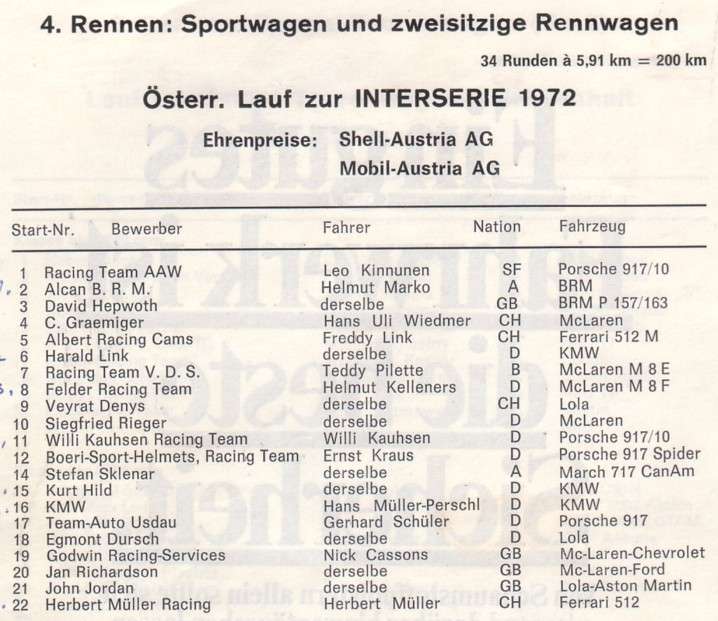 4. Rennen: Sportwagen und zweisitzige Rennwagen
34 Runden à 5,91 km = 200 km
Österr. Lauf zur INTERSERIE 1972
Ehrenpreise: Shell-Austria AG
Mobil-Austria AG
Start-Nr. Bewerber Fahrer Nation Fahrzeug
1 Racing Team AAW Leo Kinnunen SF Porsche 917/10
2 Alcan B. R. M. Helmut Marko A BRM
3 David Hepwoth derselbe GB BRM P 157/163
4 C. Graemiger Hans Uli Wiedmer CH McLaren
5 Albert Racing Cams Freddy Link CH Ferrari 512 M
6 Harald Link derselbe D KMW
7 Racing Team V. D. S. Teddy Pilette B McLaren M 8 E
8 Felder Racing Team Helmut Kelleners D McLaren M 8 F
9 Veyrat Denys derselbe CH Lola
10 Siegfried Rieger derselbe D McLaren
11 Willi Kauhsen Racing Team Willi Kauhsen D Porsche 917/10
12 Boeri-Sport-Helmets, Racing Team Ernst Kraus D Porsche 917 Spider
14 Stefan Sklenar derselbe A March 717 CanAm
15 Kurt Hild derselbe D KMW
16 KMW Hans Müller-Perschl D KMW
17 Team-Auto Usdau Gerhard Schüler D Porsche 917
18 Egmont Dursch derselbe D Lola
19 Godwin Racing-Services Nick Cassons GB Mc-Laren-Chevrolet
20 Jan Richardson derselbe GB Mc-Laren-Ford
21 John Jordan derselbe GB Lola-Aston Martin
22 Herbert Müller Racing Herbert Müller CH Ferrari 512